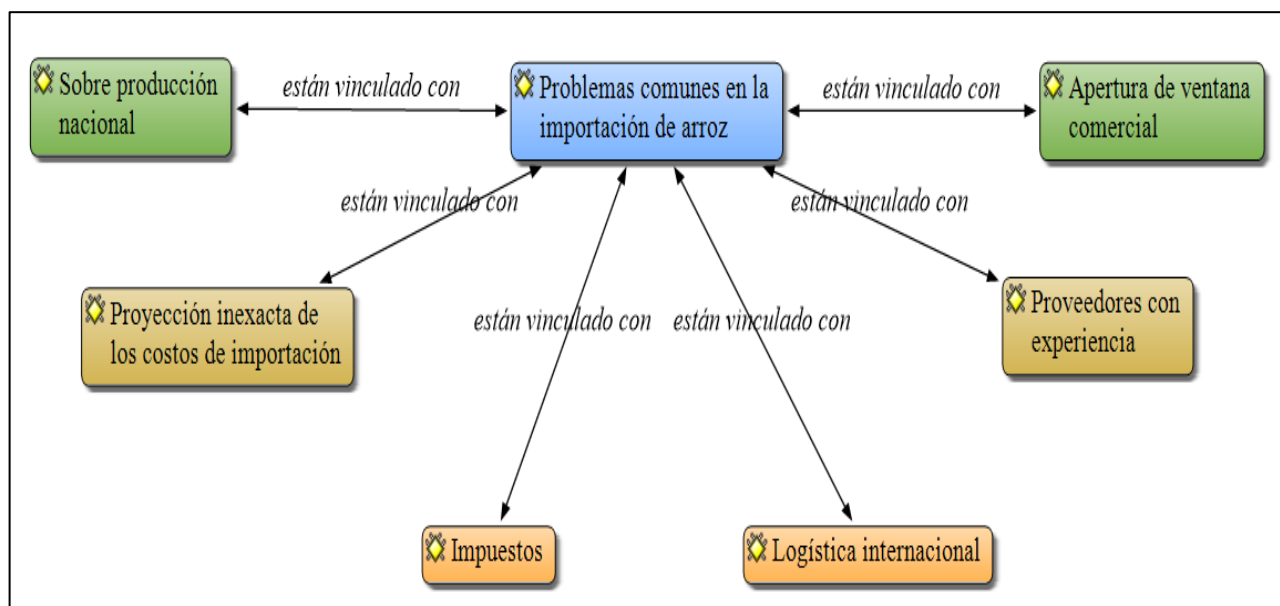 Sobre producción
nacional
están vinculado con
Problemas comunes en la
importación de arroz
están vinculado con
Apertura de ventana
comercial
están vinculado con
están vinculado con
Proyección inexacta de
los costos de importación
están vinculado con
están vinculado con
Proveedores con
experiencia
Impuestos
Logística internacional